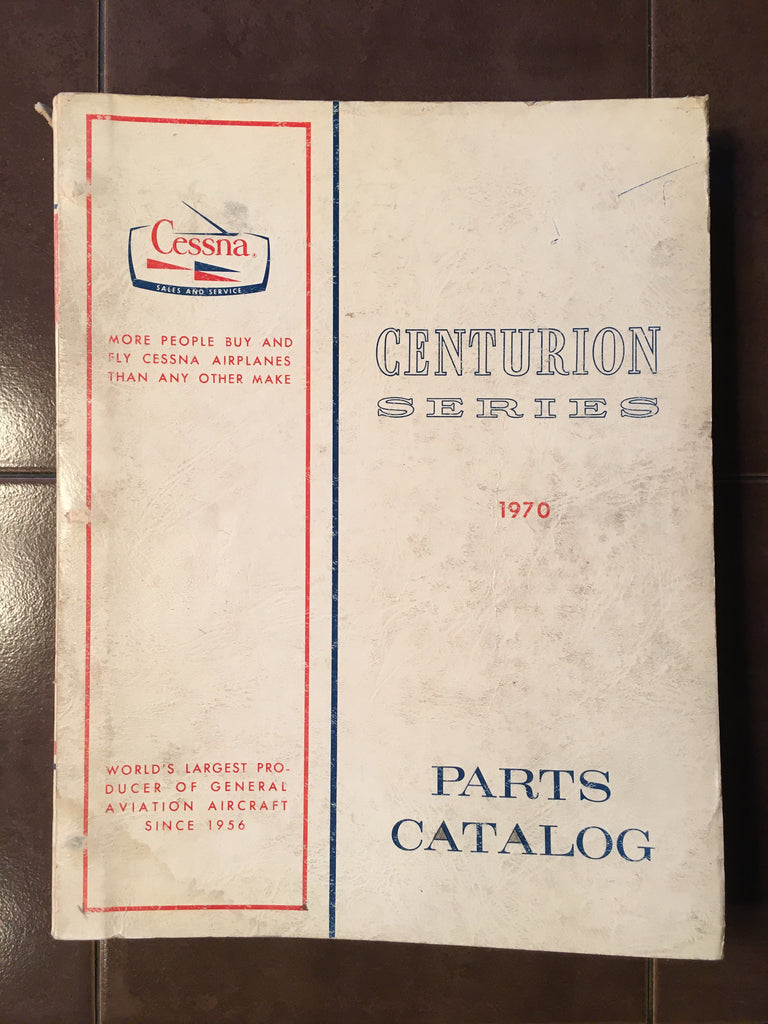 Cessna®
SALES AND SERVICE
MORE PEOPLE BUY AND
FLY CESSNA AIRPLANES
THAN ANY OTHER MAKE
WORLD'S LARGEST PRO-
DUCER OF GENERAL
AVIATION AIRCRAFT
SINCE 1956
CENTURION
SERIES
1970
PARTS
CATALOG